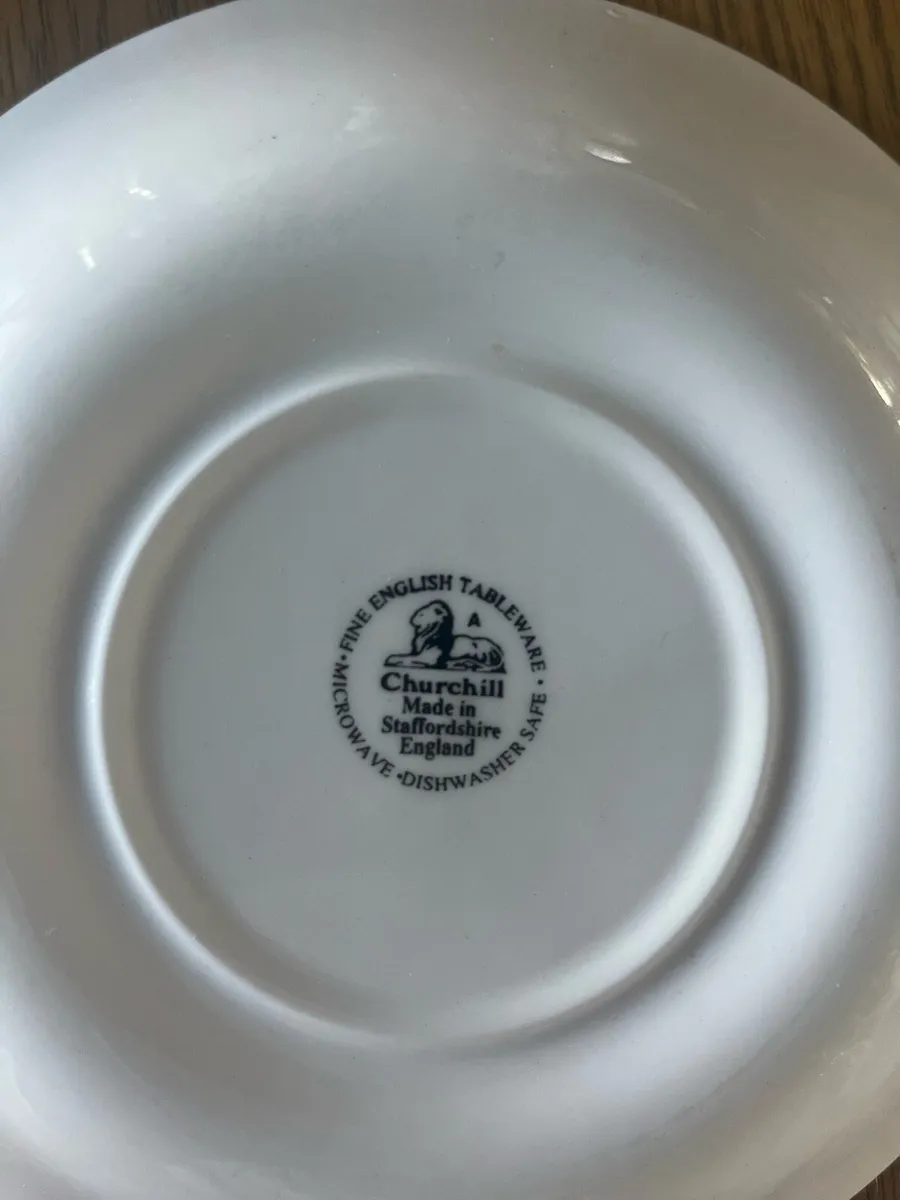 • FINE ENGLISH TABLEWARE •
A
Churchill
Made in
Staffordshire
England
MICROWAVE • DISHWASHER SAFE